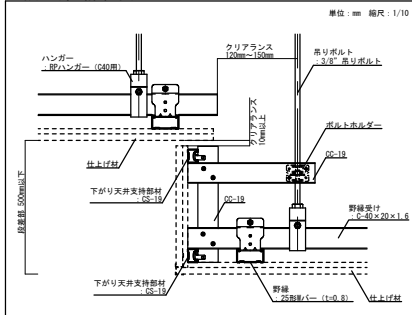 単位：mm 縮尺：1/10
クリアランス
120mm～150mm
ハンガー
：RPハンガー（C40用）
吊りボルト
：3/8" 吊りボルト
クリアランス
10mm以上
ボルトホルダー
仕上げ材
CC-19
下がり天井支持部材
：CS-19
段差部 500mm以下
CC-19
野縁受け
：C-40×20×1.6
下がり天井支持部材
：CS-19
野縁
：25形Mバー（t=0.8）
仕上げ材